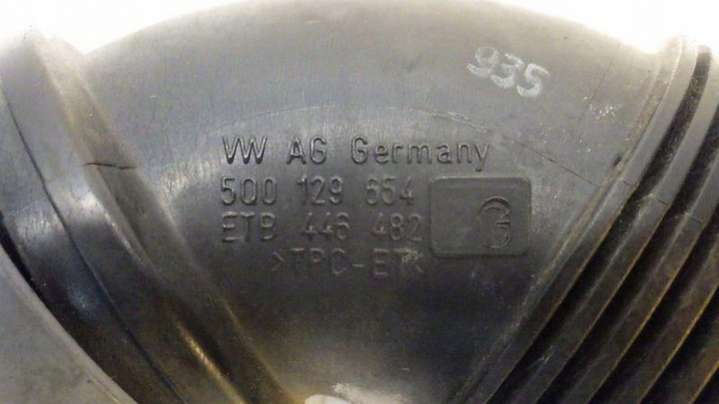 935
VW AG Germany
5Q0 129 654
ETB 446 482
>TPC-ET<